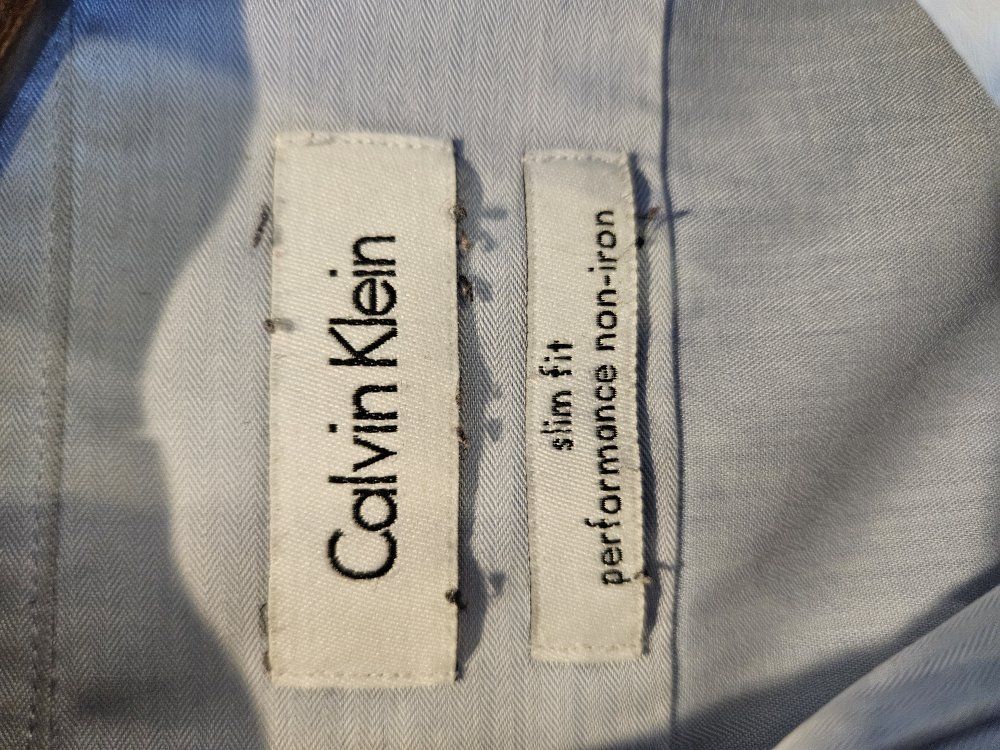 Calvin Klein
slim fit
performance non-iron